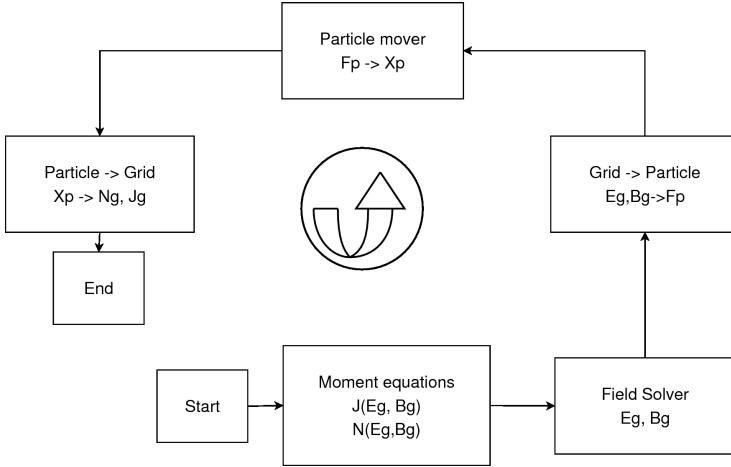 Particle mover
Fp -> Xp
Particle -> Grid
Xp -> Ng, Jg
Grid -> Particle
Eg,Bg->Fp
End
Start
Moment equations
J(Eg, Bg)
N(Eg,Bg)
Field Solver
Eg, Bg